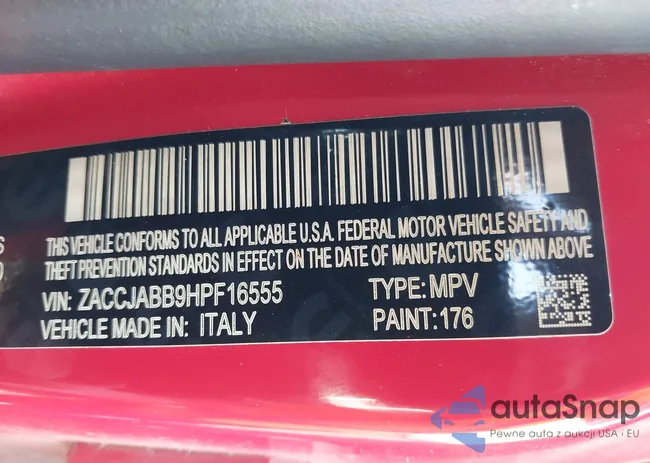 THIS VEHICLE CONFORMS TO ALL APPLICABLE U.S.A. FEDERAL MOTOR VEHICLE SAFETY AND
THEFT PREVENTION STANDARDS IN EFFECT ON THE DATE OF MANUFACTURE SHOWN ABOVE
VIN: ZACCJABB9HPF16555 TYPE: MPV
VEHICLE MADE IN: ITALY PAINT: 176
autaSnap
Pewne auta z aukcji USA i EU